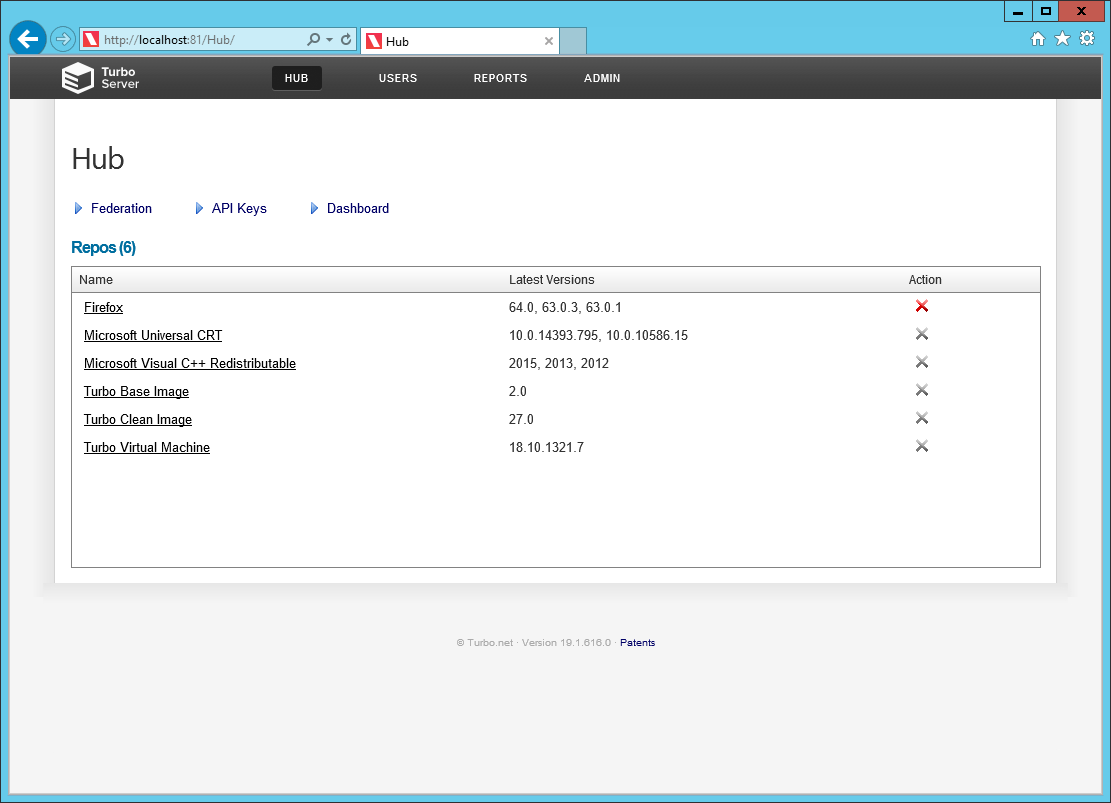 http://localhost:81/Hub/
Hub
Turbo
Server
HUB USERS REPORTS ADMIN
Hub
Federation API Keys Dashboard
Repos (6)
Name Latest Versions Action
Firefox 64.0, 63.0.3, 63.0.1
Microsoft Universal CRT 10.0.14393.795, 10.0.10586.15
Microsoft Visual C++ Redistributable 2015, 2013, 2012
Turbo Base Image 2.0
Turbo Clean Image 27.0
Turbo Virtual Machine 18.10.1321.7
© Turbo.net · Version 19.1.616.0 · Patents